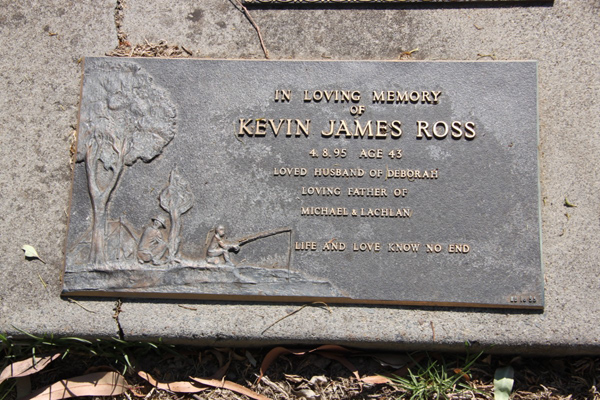 IN LOVING MEMORY
OF
KEVIN JAMES ROSS
4.8.95 AGE 43
LOVED HUSBAND OF DEBORAH
LOVING FATHER OF
MICHAEL & LACHLAN
LIFE AND LOVE KNOW NO END